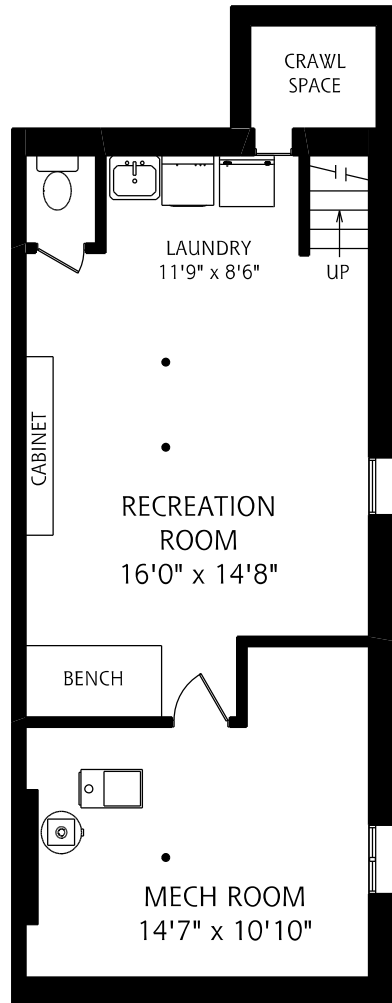 CRAWL
SPACE
LAUNDRY
11'9" x 8'6"
UP
CABINET
RECREATION
ROOM
16'0" x 14'8"
BENCH
MECH ROOM
14'7" x 10'10"